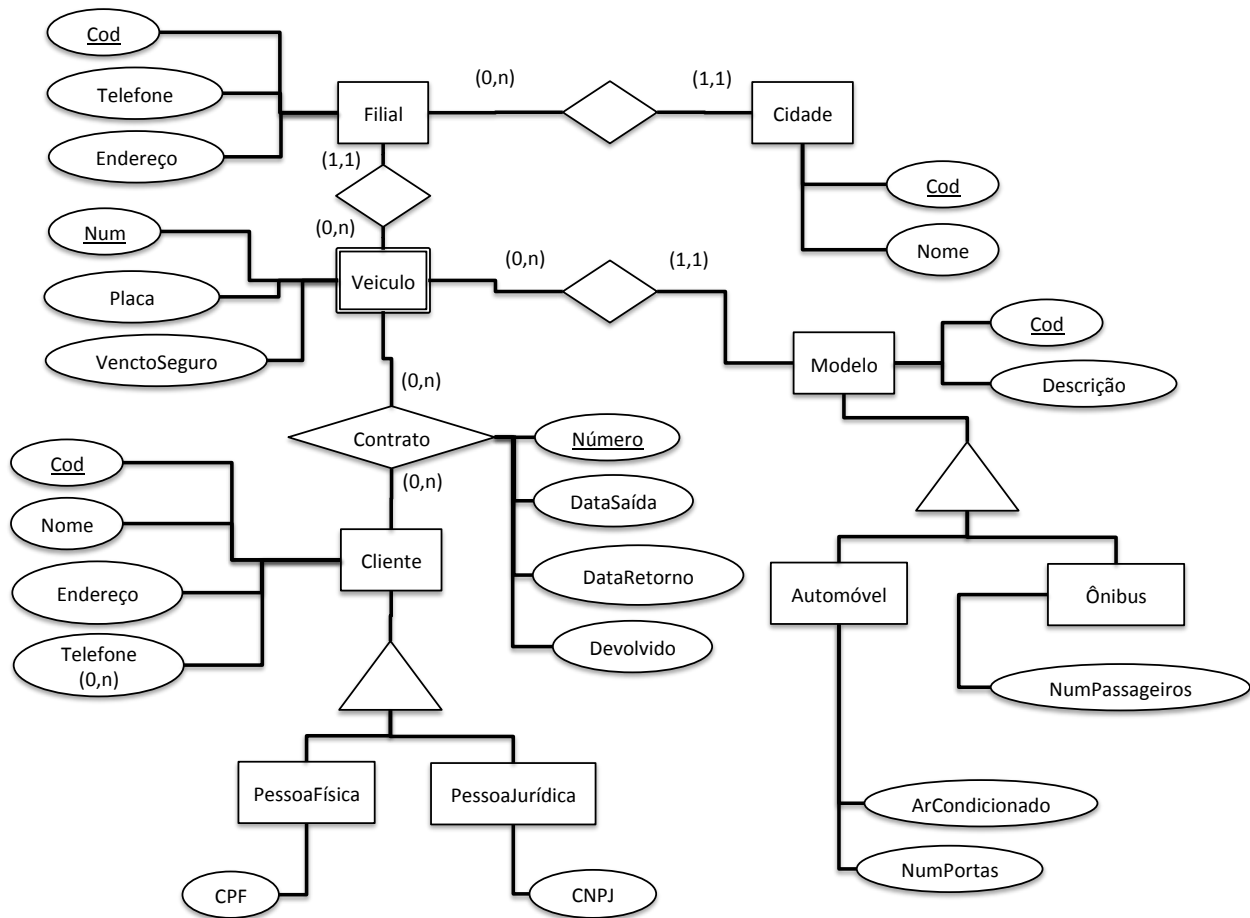 Cod
(0,n)
(1,1)
Telefone
Filial
Cidade
Endereço
(1,1)
Cod
Num
(0,n)
Nome
Veiculo
(0,n)
(1,1)
Placa
Cod
VenctoSeguro
Modelo
Descrição
(0,n)
Contrato
Número
Cod
(0,n)
DataSaída
Nome
Cliente
DataRetorno
Endereço
Automóvel
Ônibus
Telefone
(0,n)
Devolvido
NumPassageiros
PessoaFísica
PessoaJurídica
ArCondicionado
NumPortas
CPF
CNPJ